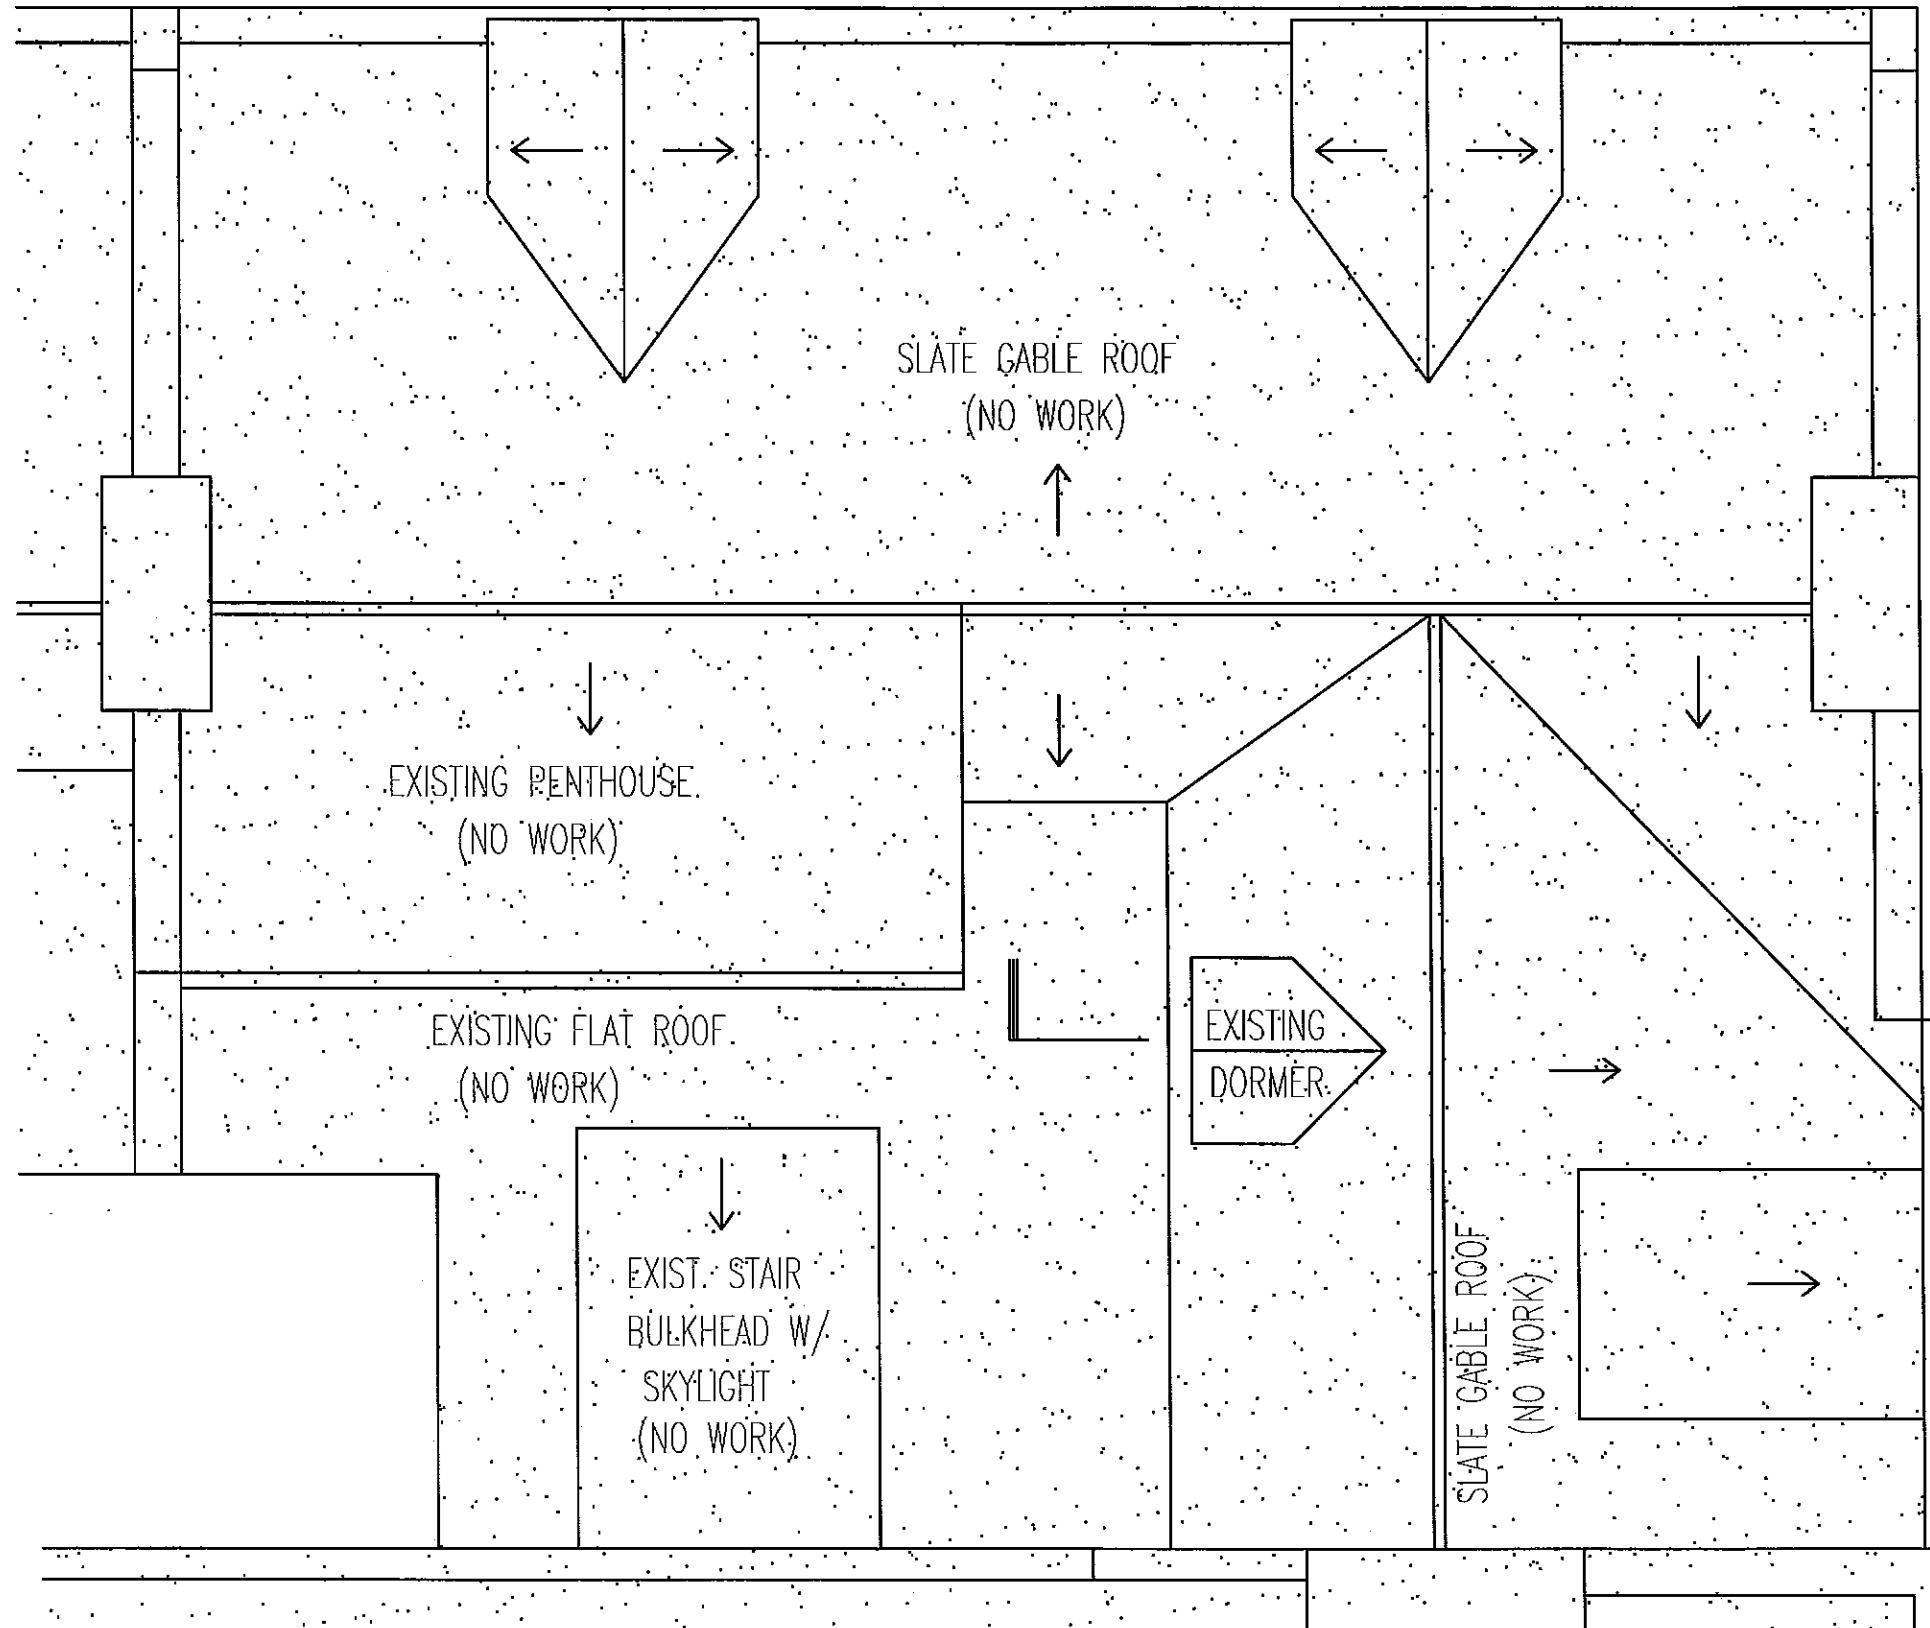 SLATE GABLE ROOF
(NO WORK)
EXISTING PENTHOUSE
(NO WORK)
EXISTING FLAT ROOF
(NO WORK)
EXISTING
DORMER
EXIST. STAIR
BULKHEAD W/
SKYLIGHT
(NO WORK)
SLATE GABLE ROOF
(NO WORK)